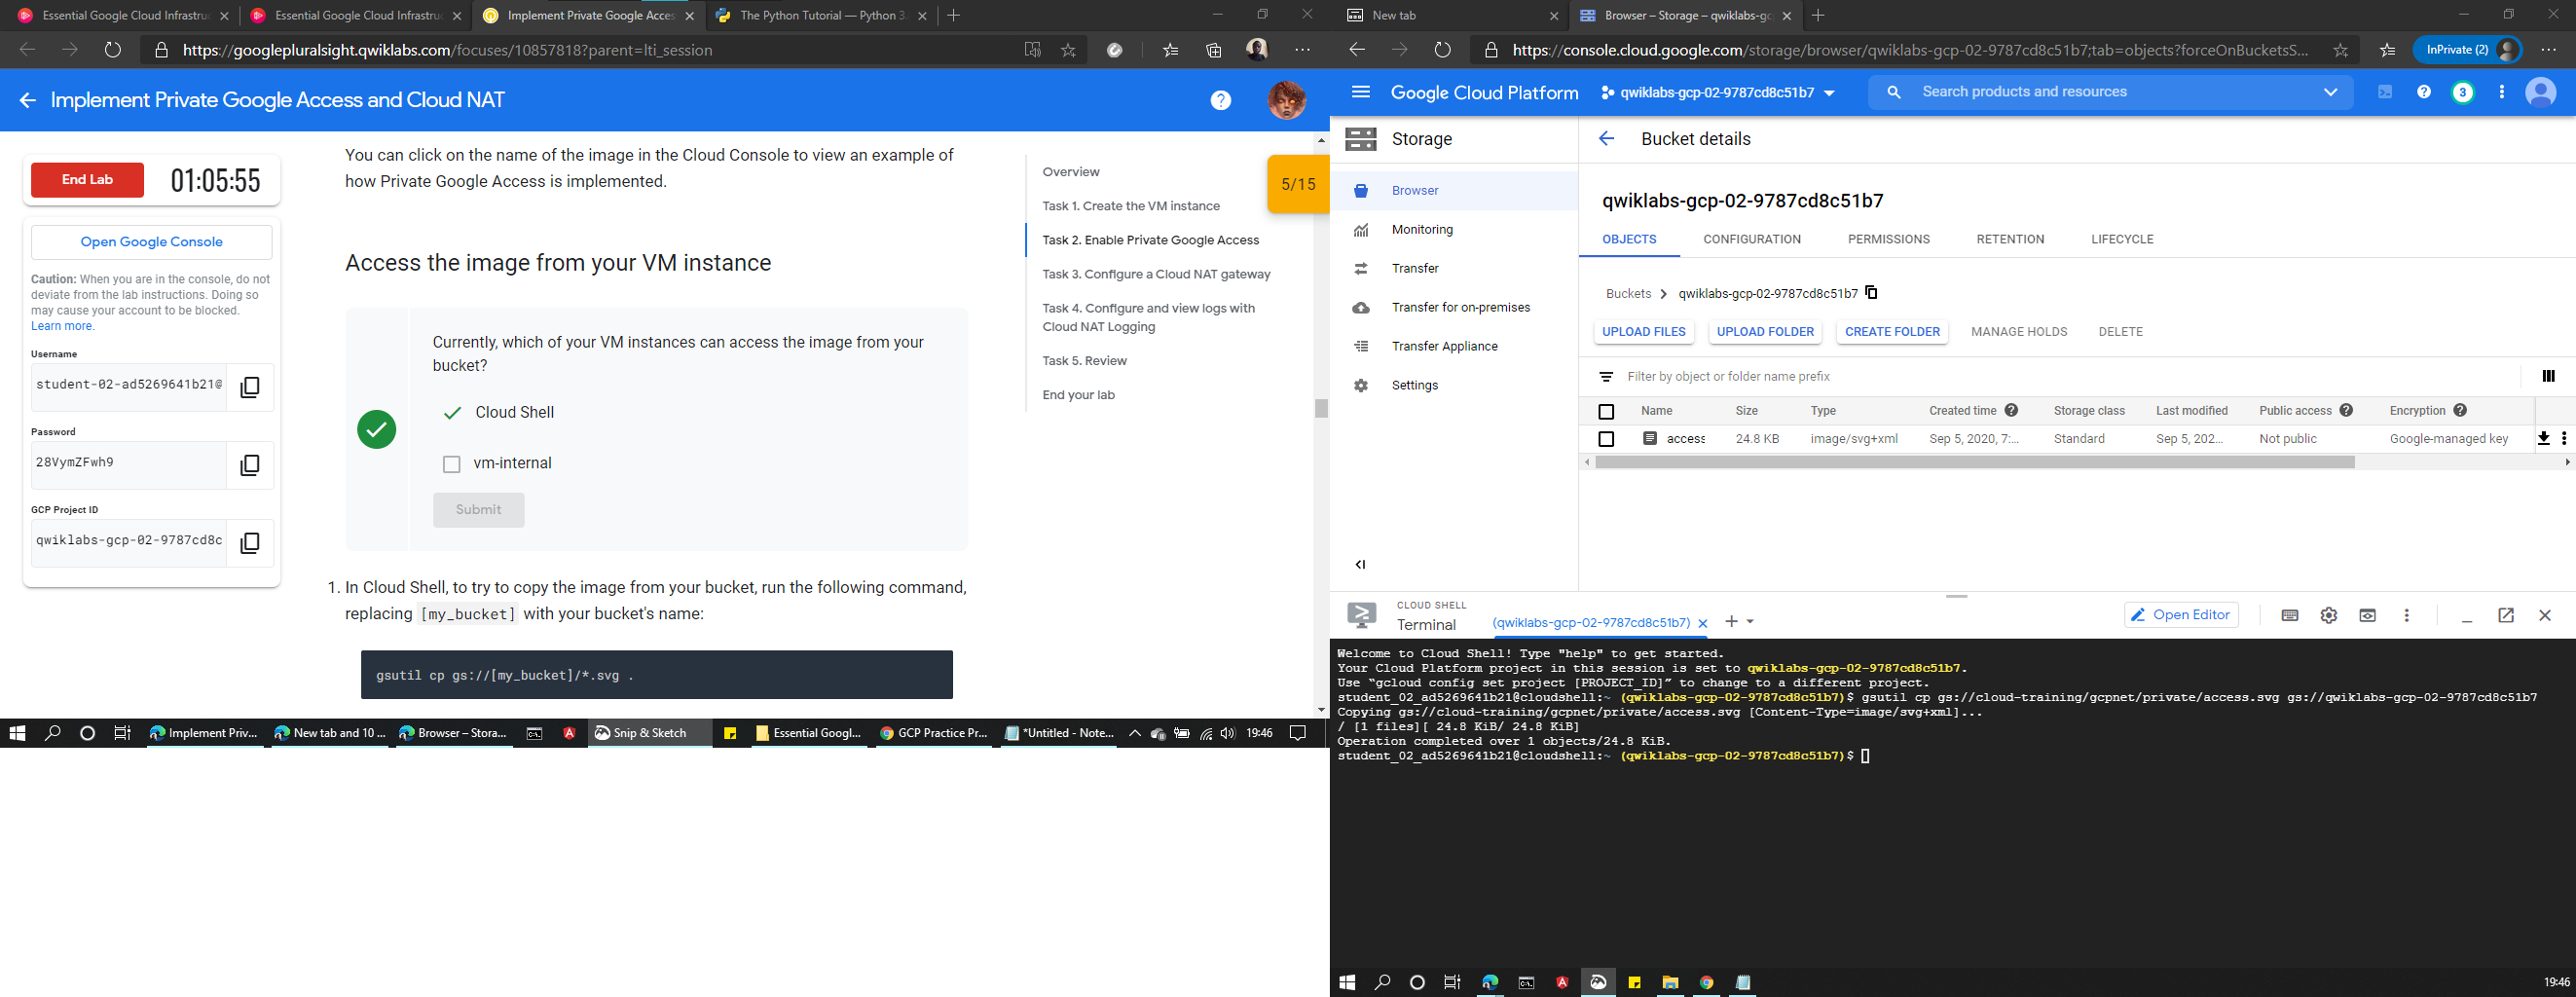 Essential Google Cloud Infrastruc
Essential Google Cloud Infrastruc
Implement Private Google Acces
The Python Tutorial — Python 3.
https://googlepluralsight.qwiklabs.com/focuses/10857818?parent=lti_session
Implement Private Google Access and Cloud NAT
End Lab
01:05:55
Open Google Console
Caution: When you are in the console, do not
deviate from the lab instructions. Doing so
may cause your account to be blocked.
Learn more.
Username
student-02-ad5269641b21@
Password
28VymZFwh9
GCP Project ID
qwiklabs-gcp-02-9787cd8c
You can click on the name of the image in the Cloud Console to view an example of
how Private Google Access is implemented.
Access the image from your VM instance
Currently, which of your VM instances can access the image from your
bucket?
Cloud Shell
vm-internal
Submit
1. In Cloud Shell, to try to copy the image from your bucket, run the following command,
replacing [my_bucket] with your bucket's name:
gsutil cp gs://[my_bucket]/*.svg .
Overview
Task 1. Create the VM instance
Task 2. Enable Private Google Access
Task 3. Configure a Cloud NAT gateway
Task 4. Configure and view logs with
Cloud NAT Logging
Task 5. Review
End your lab
5/15
Implement Priv...
New tab and 10 ...
Browser – Stora...
Snip & Sketch
Essential Googl...
GCP Practice Pr...
*Untitled - Note...
19:46
New tab
Browser – Storage – qwiklabs-gc
https://console.cloud.google.com/storage/browser/qwiklabs-gcp-02-9787cd8c51b7;tab=objects?forceOnBucketsS...
InPrivate (2)
Google Cloud Platform
qwiklabs-gcp-02-9787cd8c51b7
Search products and resources
3
Storage
Browser
Monitoring
Transfer
Transfer for on-premises
Transfer Appliance
Settings
Bucket details
qwiklabs-gcp-02-9787cd8c51b7
OBJECTS CONFIGURATION PERMISSIONS RETENTION LIFECYCLE
Buckets > qwiklabs-gcp-02-9787cd8c51b7
UPLOAD FILES UPLOAD FOLDER CREATE FOLDER MANAGE HOLDS DELETE
Filter by object or folder name prefix
Name Size Type Created time Storage class Last modified Public access Encryption
access 24.8 KB image/svg+xml Sep 5, 2020, 7:... Standard Sep 5, 202... Not public Google-managed key
CLOUD SHELL
Terminal
(qwiklabs-gcp-02-9787cd8c51b7)
Open Editor
Welcome to Cloud Shell! Type "help" to get started.
Your Cloud Platform project in this session is set to qwiklabs-gcp-02-9787cd8c51b7.
Use “gcloud config set project [PROJECT_ID]” to change to a different project.
student_02_ad5269641b21@cloudshell:~ (qwiklabs-gcp-02-9787cd8c51b7)$ gsutil cp gs://cloud-training/gcpnet/private/access.svg gs://qwiklabs-gcp-02-9787cd8c51b7
Copying gs://cloud-training/gcpnet/private/access.svg [Content-Type=image/svg+xml]...
/ [1 files][ 24.8 KiB/ 24.8 KiB]
Operation completed over 1 objects/24.8 KiB.
student_02_ad5269641b21@cloudshell:~ (qwiklabs-gcp-02-9787cd8c51b7)$
19:46